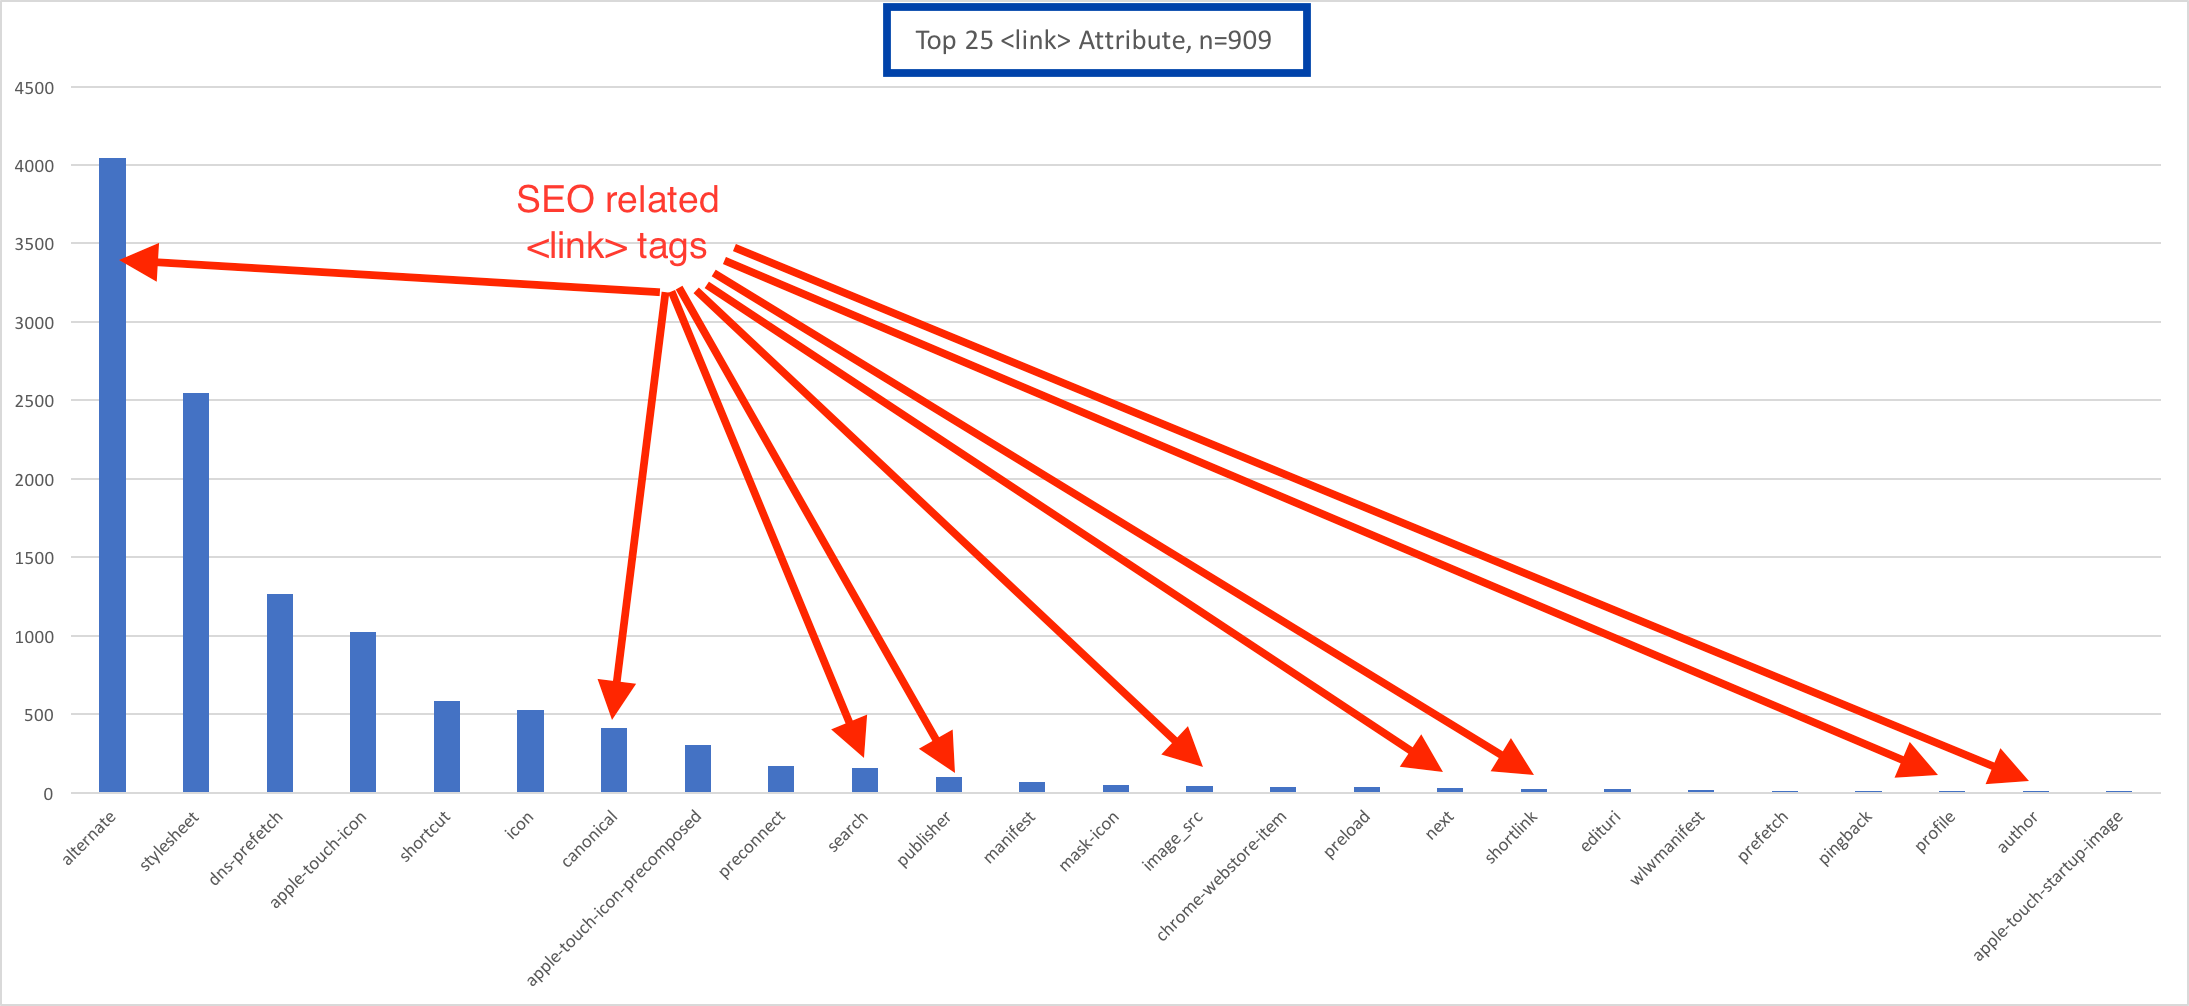 Top 25 <link> Attribute, n=909
4500
4000
3500
3000
2500
2000
1500
1000
500
0
SEO related
<link> tags
alternate
stylesheet
dns-prefetch
apple-touch-icon
shortcut
icon
canonical
apple-touch-icon-precomposed
preconnect
search
publisher
manifest
mask-icon
image_src
chrome-webstore-item
preload
next
shortlink
edituri
wlwmanifest
prefetch
pingback
profile
author
apple-touch-startup-image